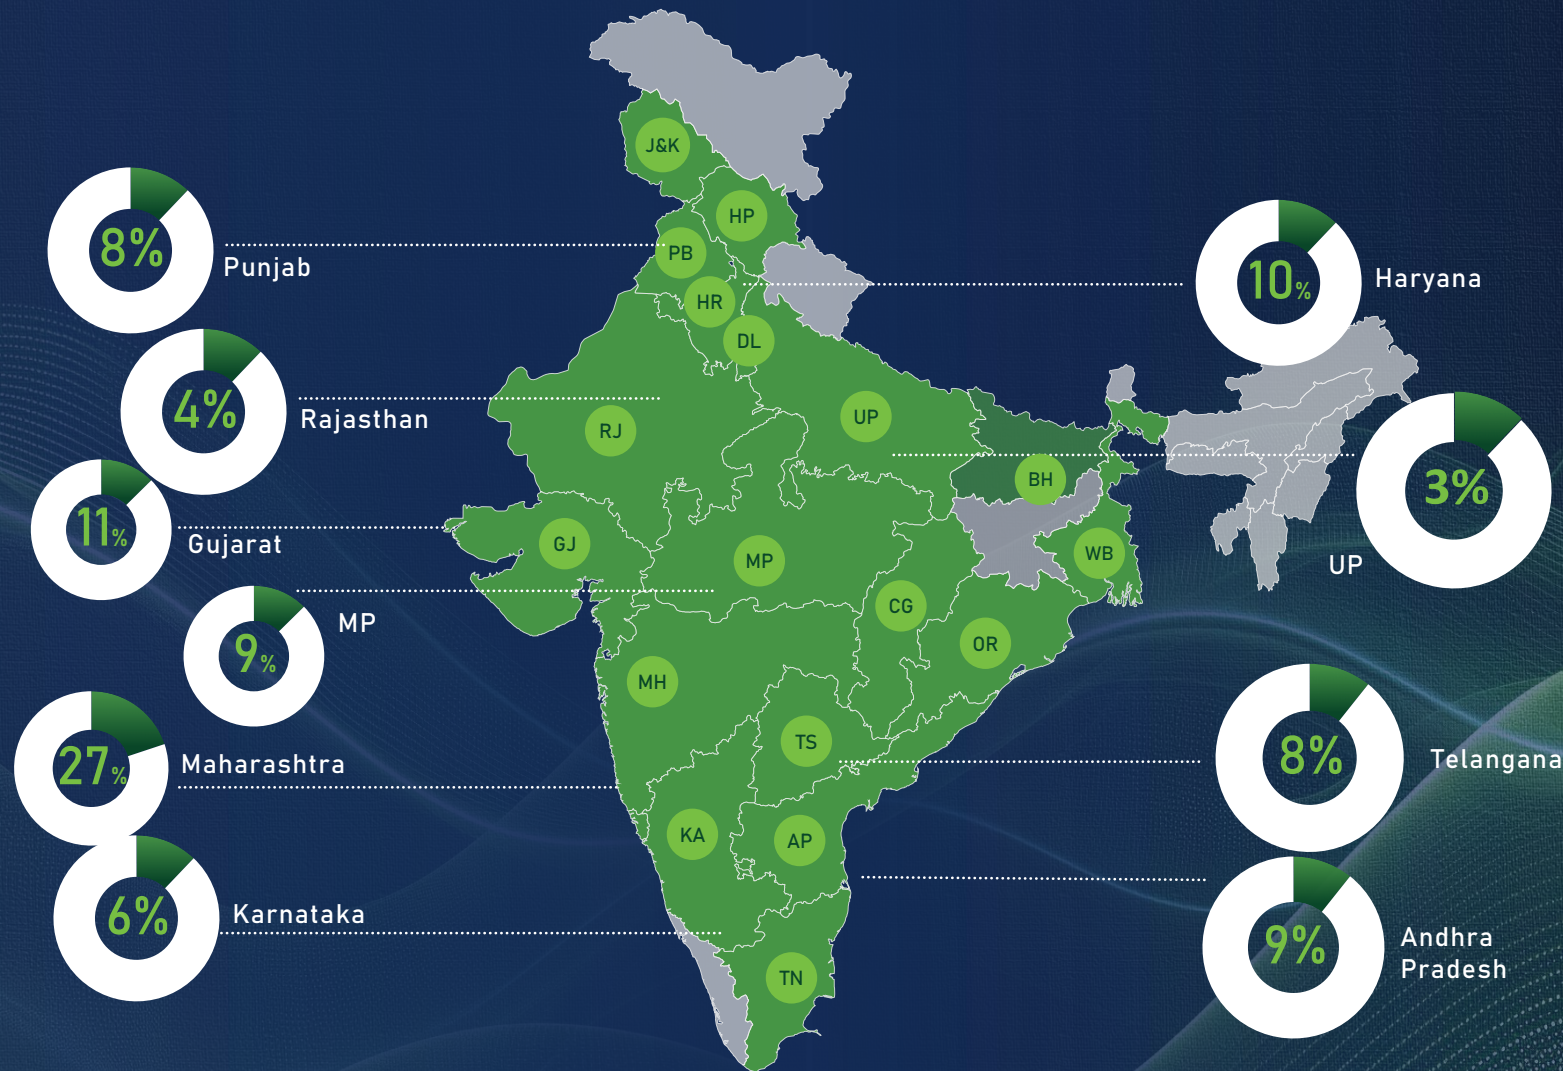 J&K
HP
PB
HR
DL
RJ
UP
BH
GJ
MP
WB
CG
OR
MH
TS
KA
AP
TN
8%
Punjab
4%
Rajasthan
11%
Gujarat
9%
MP
27%
Maharashtra
6%
Karnataka
10%
Haryana
3%
UP
8%
Telangana
9%
Andhra
Pradesh